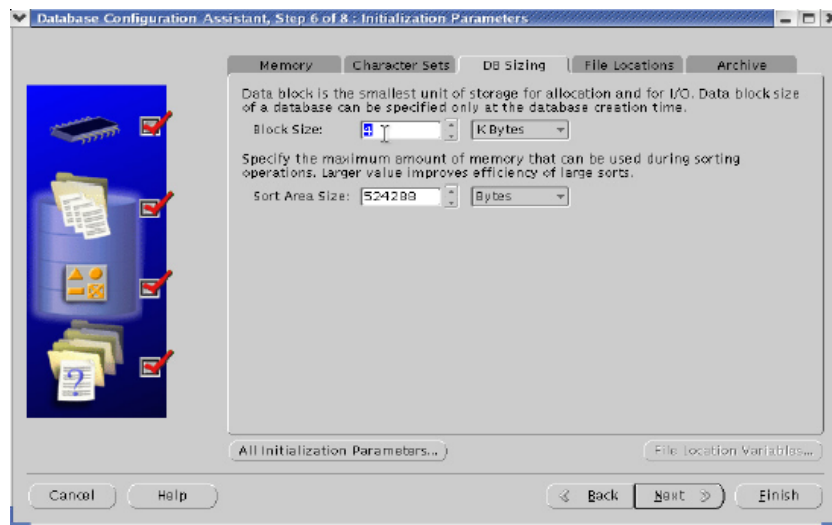 Database Configuration Assistant, Step 6 of 8 : Initialization Parameters
Memory Character Sets DB Sizing File Locations Archive
Data block is the smallest unit of storage for allocation and for I/O. Data block size
of a database can be specified only at the database creation time.
Block Size: 4 KBytes
Specify the maximum amount of memory that can be used during sorting
operations. Larger value improves efficiency of large sorts.
Sort Area Size: 524288 Bytes
?
All Initialization Parameters... File Location Variables...
Cancel Help Back Next Finish